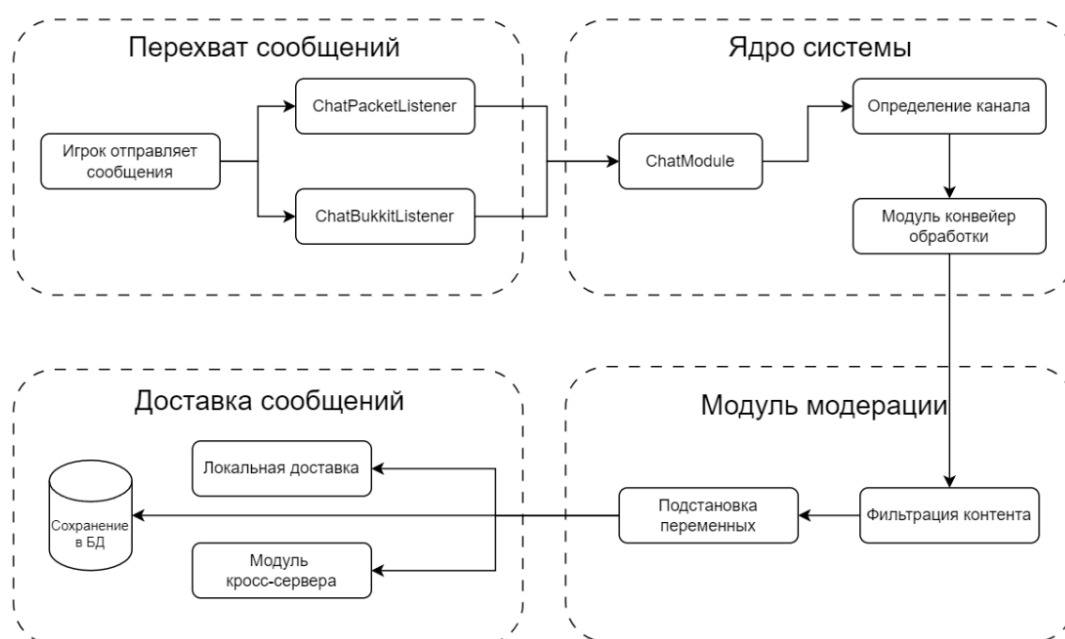 Перехват сообщений
Игрок отправляет
сообщения
ChatPacketListener
ChatBukkitListener
Ядро системы
ChatModule
Определение канала
Модуль конвейер
обработки
Модуль модерации
Фильтрация контента
Подстановка
переменных
Доставка сообщений
Локальная доставка
Сохранение
в БД
Модуль
кросс-сервера